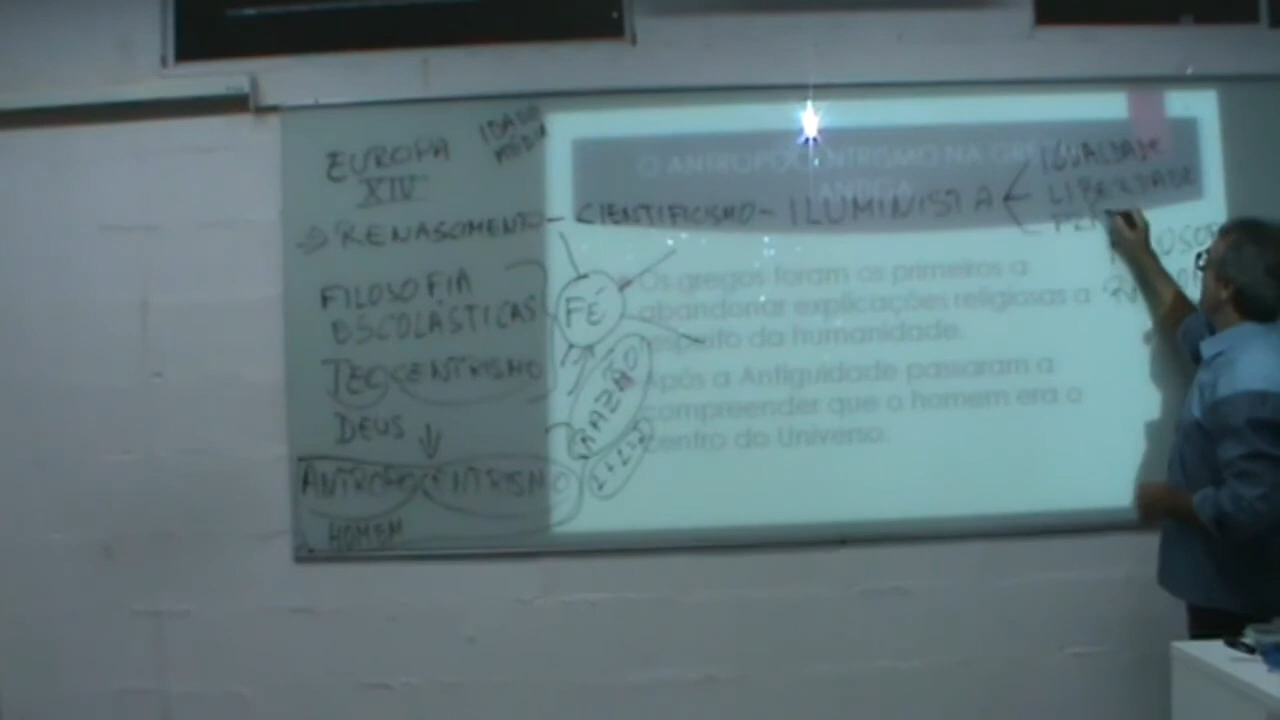 EUROPA
XIV
IDADE
MÉDIA
RENASCIMENTO - CIENTIFICISMO - ILUMINISTA
IGUALDADE
LIBERDADE
FILOSOFIA
ESCOLÁSTICAS
TEOCENTRISMO
DEUS
ANTROPOCENTRISMO
HOMEM
FÉ
RAZÃO
O ANTROPOCENTRISMO NA
Os gregos foram os primeiros a
abandonar explicações religiosas a
respeito da humanidade.
Após a Antiguidade passaram a
compreender que o homem era o
centro do Universo.